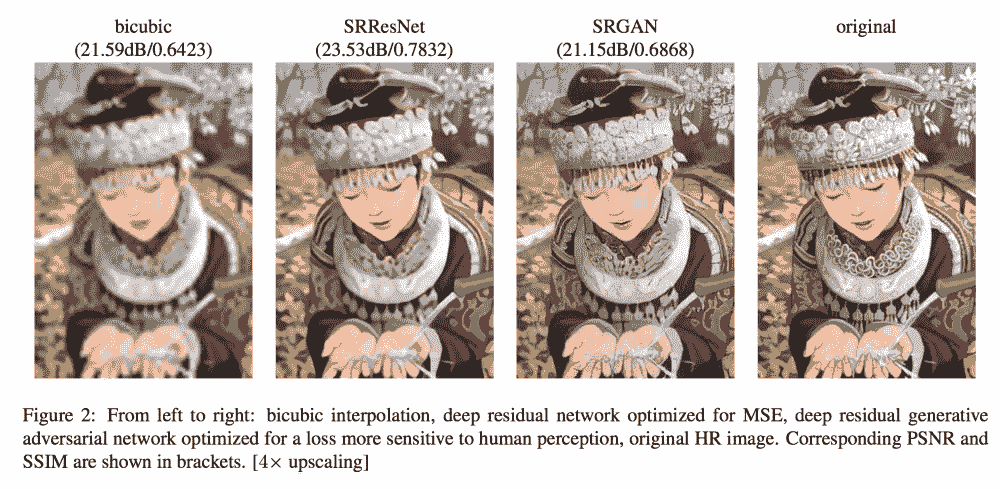 bicubic
(21.59dB/0.6423)
SRResNet
(23.53dB/0.7832)
SRGAN
(21.15dB/0.6868)
original
Figure 2: From left to right: bicubic interpolation, deep residual network optimized for MSE, deep residual generative
adversarial network optimized for a loss more sensitive to human perception, original HR image. Corresponding PSNR and
SSIM are shown in brackets. [4× upscaling]